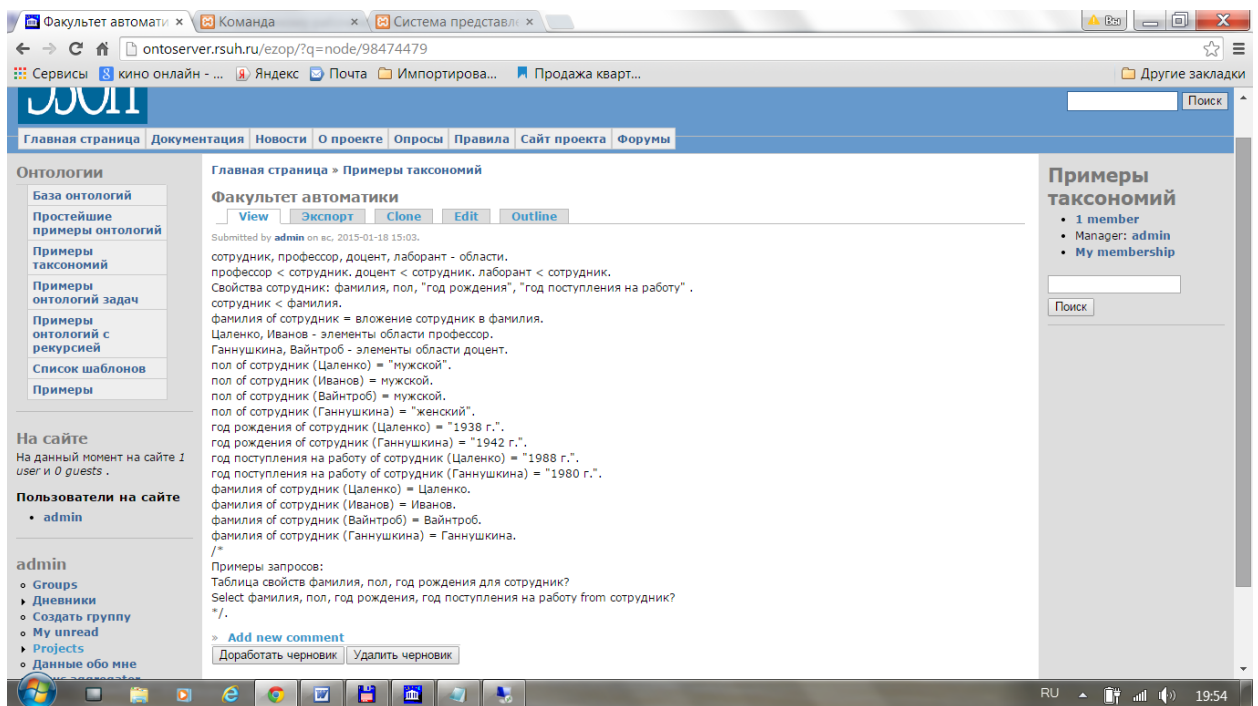 Факультет автомати
Команда
Система представле
Вы
ontoserver.rsuh.ru/ezop/?q=node/98474479
Сервисы
кино онлайн - ...
Яндекс
Почта
Импортирова...
Продажа кварт...
Другие закладки
ЭЗОП
Поиск
Главная страница
Документация
Новости
О проекте
Опросы
Правила
Сайт проекта
Форумы
Онтологии
База онтологий
Простейшие
примеры онтологий
Примеры
таксономий
Примеры
онтологий задач
Примеры
онтологий с
рекурсией
Список шаблонов
Примеры
На сайте
На данный момент на сайте 1
user и 0 guests .
Пользователи на сайте
admin
admin
Groups
Дневники
Создать группу
My unread
Projects
Данные обо мне
Главная страница » Примеры таксономий
Факультет автоматики
View
Экспорт
Clone
Edit
Outline
Submitted by admin on вс, 2015-01-18 15:03.
сотрудник, профессор, доцент, лаборант - области.
профессор < сотрудник. доцент < сотрудник. лаборант < сотрудник.
Свойства сотрудник: фамилия, пол, "год рождения", "год поступления на работу" .
сотрудник < фамилия.
фамилия of сотрудник = вложение сотрудник в фамилия.
Цаленко, Иванов - элементы области профессор.
Ганнушкина, Вайнтроб - элементы области доцент.
пол of сотрудник (Цаленко) = "мужской".
пол of сотрудник (Иванов) = мужской.
пол of сотрудник (Вайнтроб) = мужской.
пол of сотрудник (Ганнушкина) = "женский".
год рождения of сотрудник (Цаленко) = "1938 г.".
год рождения of сотрудник (Ганнушкина) = "1942 г.".
год поступления на работу of сотрудник (Цаленко) = "1988 г.".
год поступления на работу of сотрудник (Ганнушкина) = "1980 г.".
фамилия of сотрудник (Цаленко) = Цаленко.
фамилия of сотрудник (Иванов) = Иванов.
фамилия of сотрудник (Вайнтроб) = Вайнтроб.
фамилия of сотрудник (Ганнушкина) = Ганнушкина.
/*
Примеры запросов:
Таблица свойств фамилия, пол, год рождения для сотрудник?
Select фамилия, пол, год рождения, год поступления на работу from сотрудник?
*/.
» Add new comment
Доработать черновик
Удалить черновик
Примеры
таксономий
1 member
Manager: admin
My membership
Поиск
RU
19:54